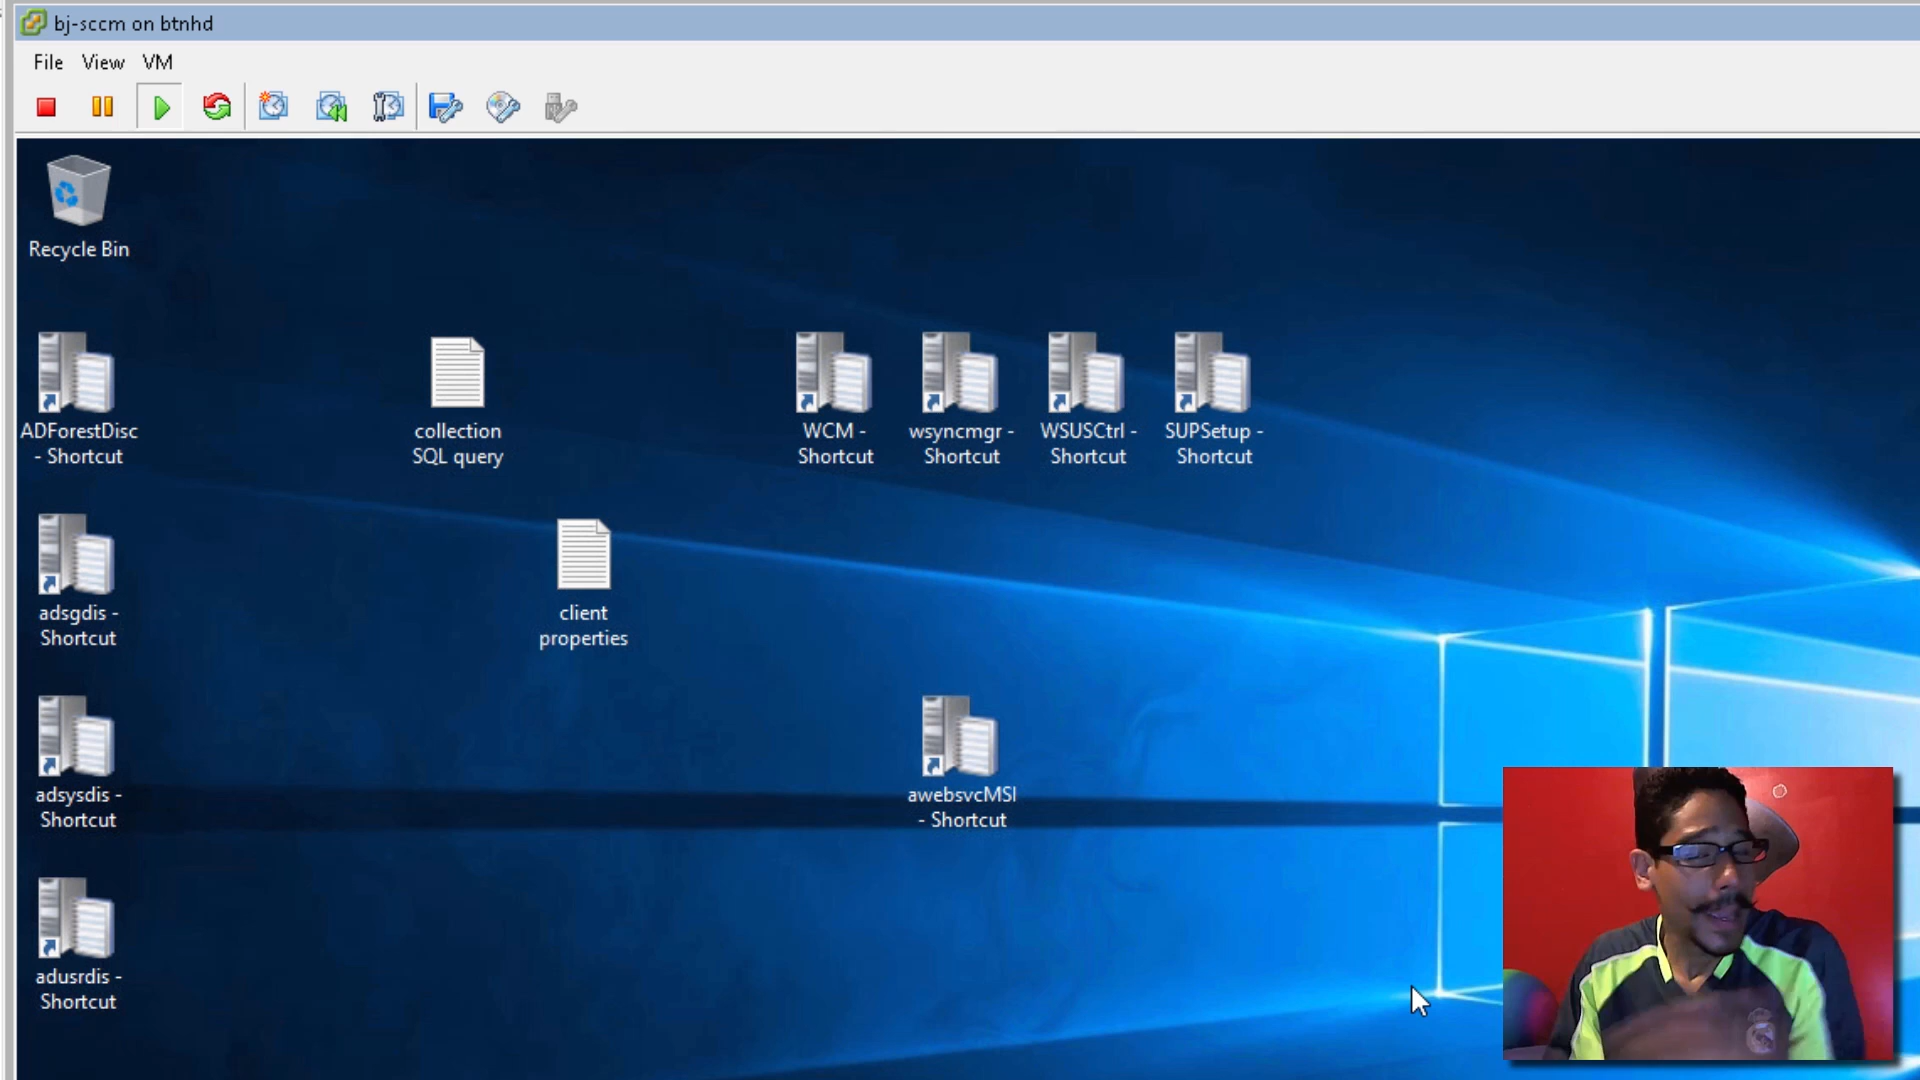 bj-sccm on btnhd
File View VM
Recycle Bin
ADForestDisc
- Shortcut
collection
SQL query
WCM -
Shortcut
wsyncmgr -
Shortcut
WSUSCtrl -
Shortcut
SUPSetup -
Shortcut
adsgdis -
Shortcut
client
properties
adsysdis -
Shortcut
awebsvcMSI
- Shortcut
adusrdis -
Shortcut